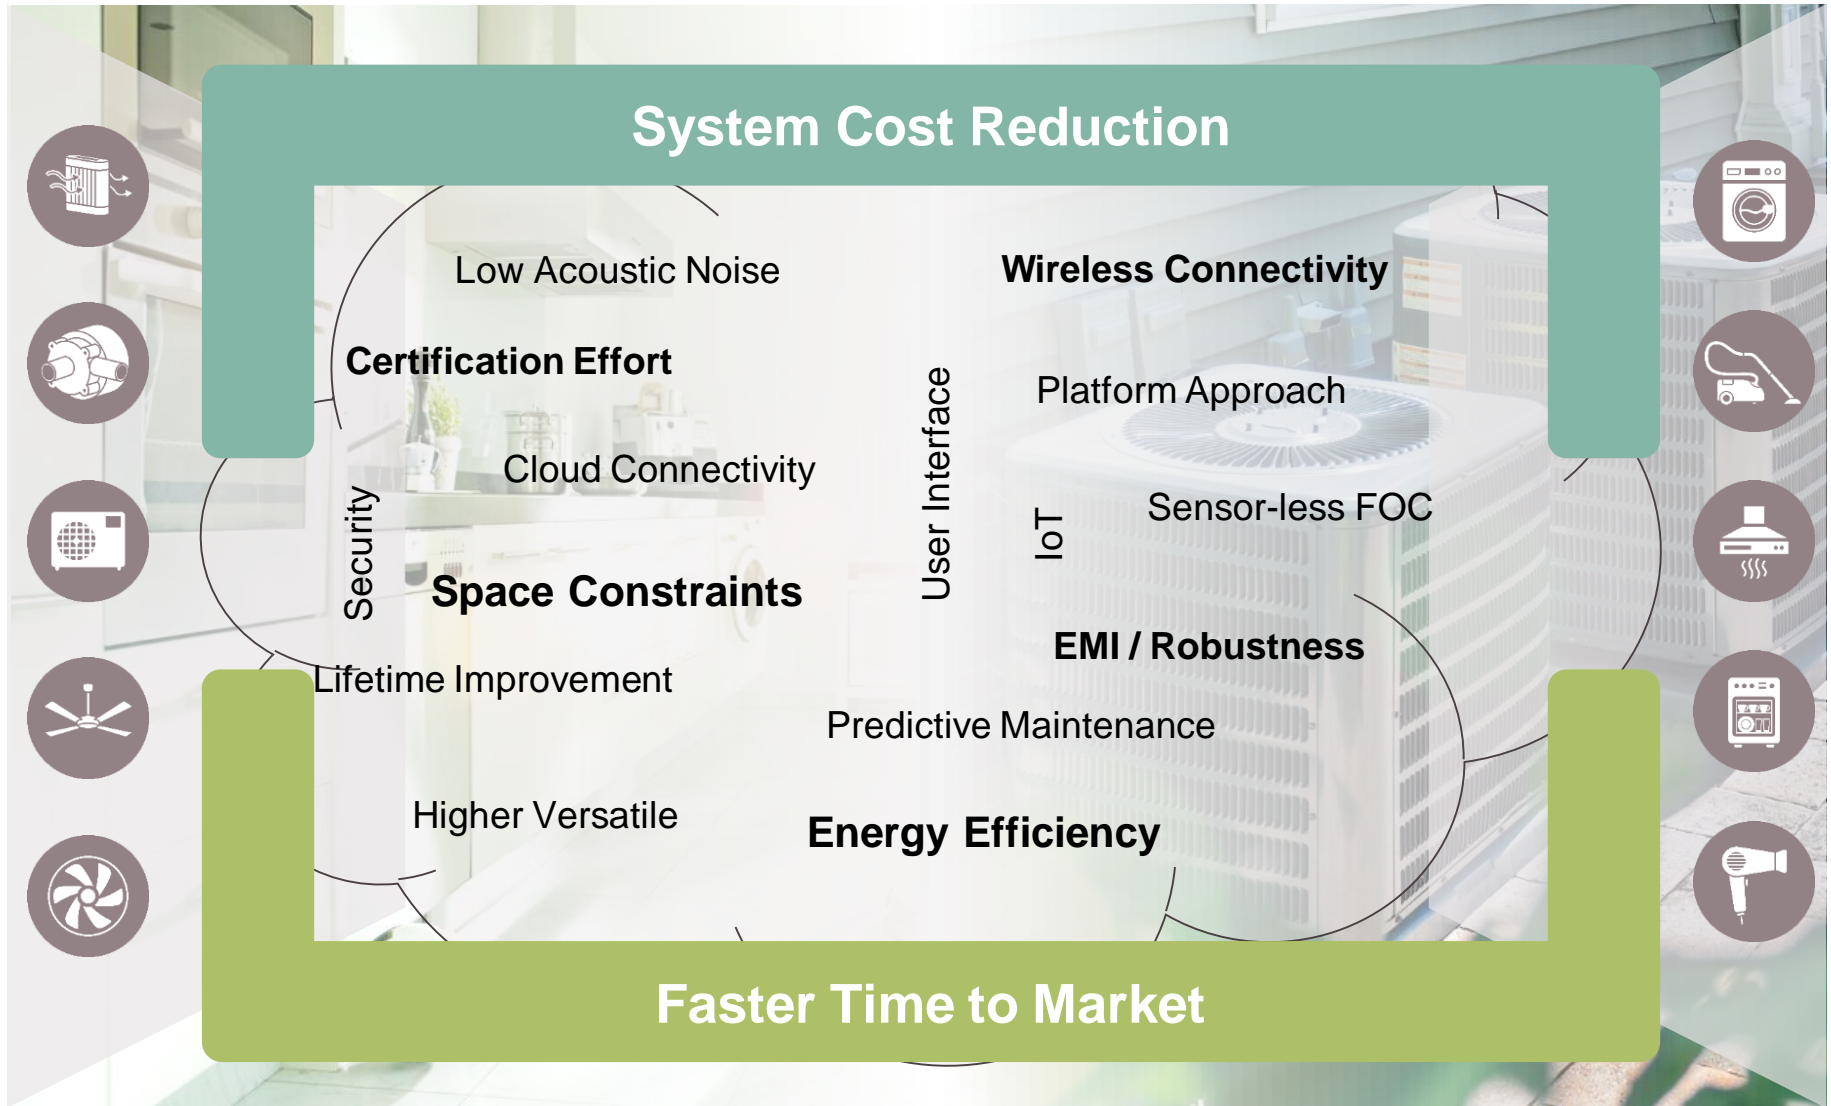 System Cost Reduction
Low Acoustic Noise
Wireless Connectivity
Certification Effort
Platform Approach
User Interface
Cloud Connectivity
Security
IoT
Sensor-less FOC
Space Constraints
EMI / Robustness
Lifetime Improvement
Predictive Maintenance
Higher Versatile
Energy Efficiency
Faster Time to Market